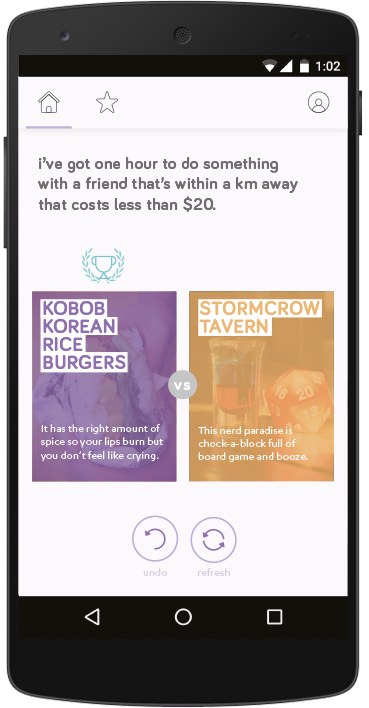 1:02
i've got one hour to do something
with a friend that's within a km away
that costs less than $20.
KOBOB
KOREAN
RICE
BURGERS
It has the right amount of
spice so your lips burn but
you don't feel like crying.
vs
STORMCROW
TAVERN
20
This nerd paradise is
chock-a-block full of
board game and booze.
undo
refresh